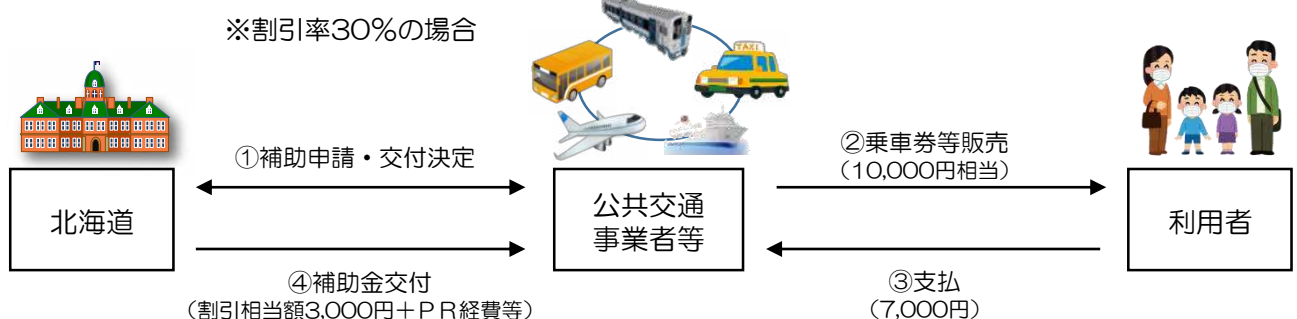 ※割引率30%の場合
TAXI
①補助申請・交付決定
②乗車券等販売
(10,000円相当)
北海道
公共交通
事業者等
利用者
④補助金交付
(割引相当額3,000円+PR経費等)
③支払
(7,000円)